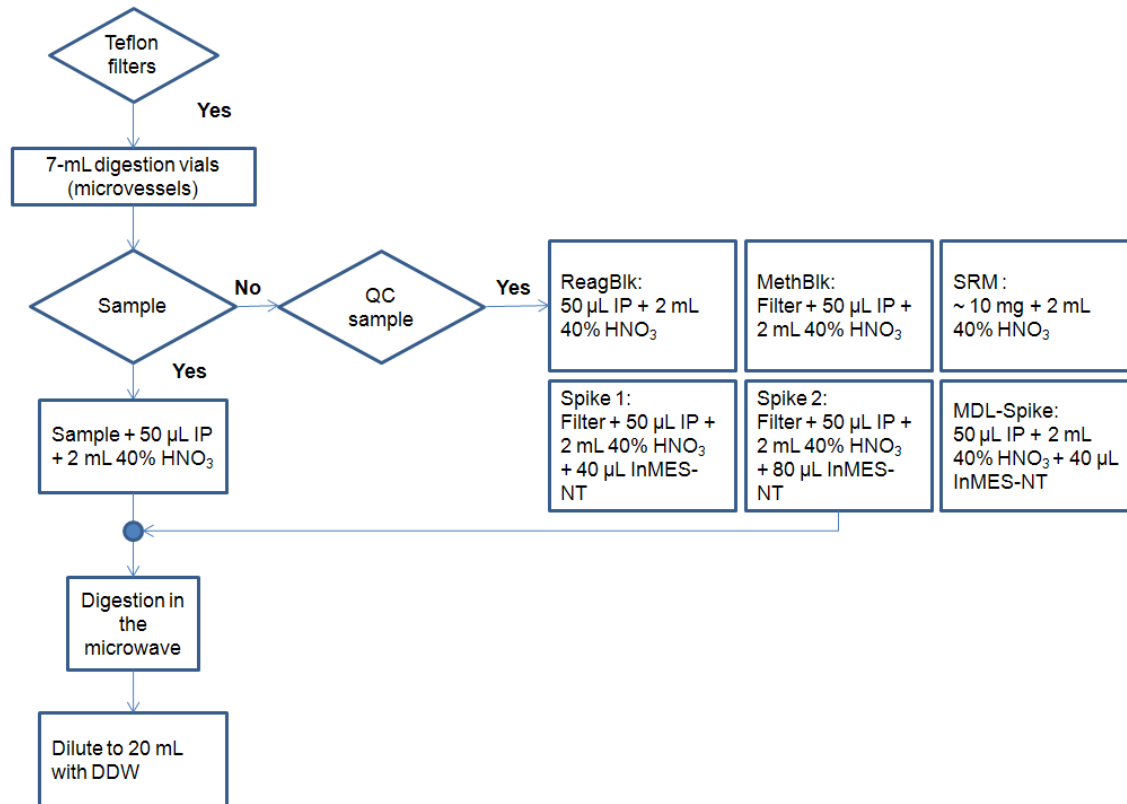 Teflon
filters
Yes
7-mL digestion vials
(microvessels)
Sample
No
QC
sample
Yes
ReagBlk:
50 µL IP + 2 mL
40% HNO₃
MethBlk:
Filter + 50 µL IP +
2 mL 40% HNO₃
SRM :
~ 10 mg + 2 mL
40% HNO₃
Yes
Sample + 50 µL IP
+ 2 mL 40% HNO₃
Spike 1:
Filter + 50 µL IP +
2 mL 40% HNO₃
+ 40 µL InMES-
NT
Spike 2:
Filter + 50 µL IP +
2 mL 40% HNO₃
+ 80 µL InMES-
NT
MDL-Spike:
50 µL IP + 2 mL
40% HNO₃ + 40 µL
InMES-NT
Digestion in
the
microwave
Dilute to 20 mL
with DDW